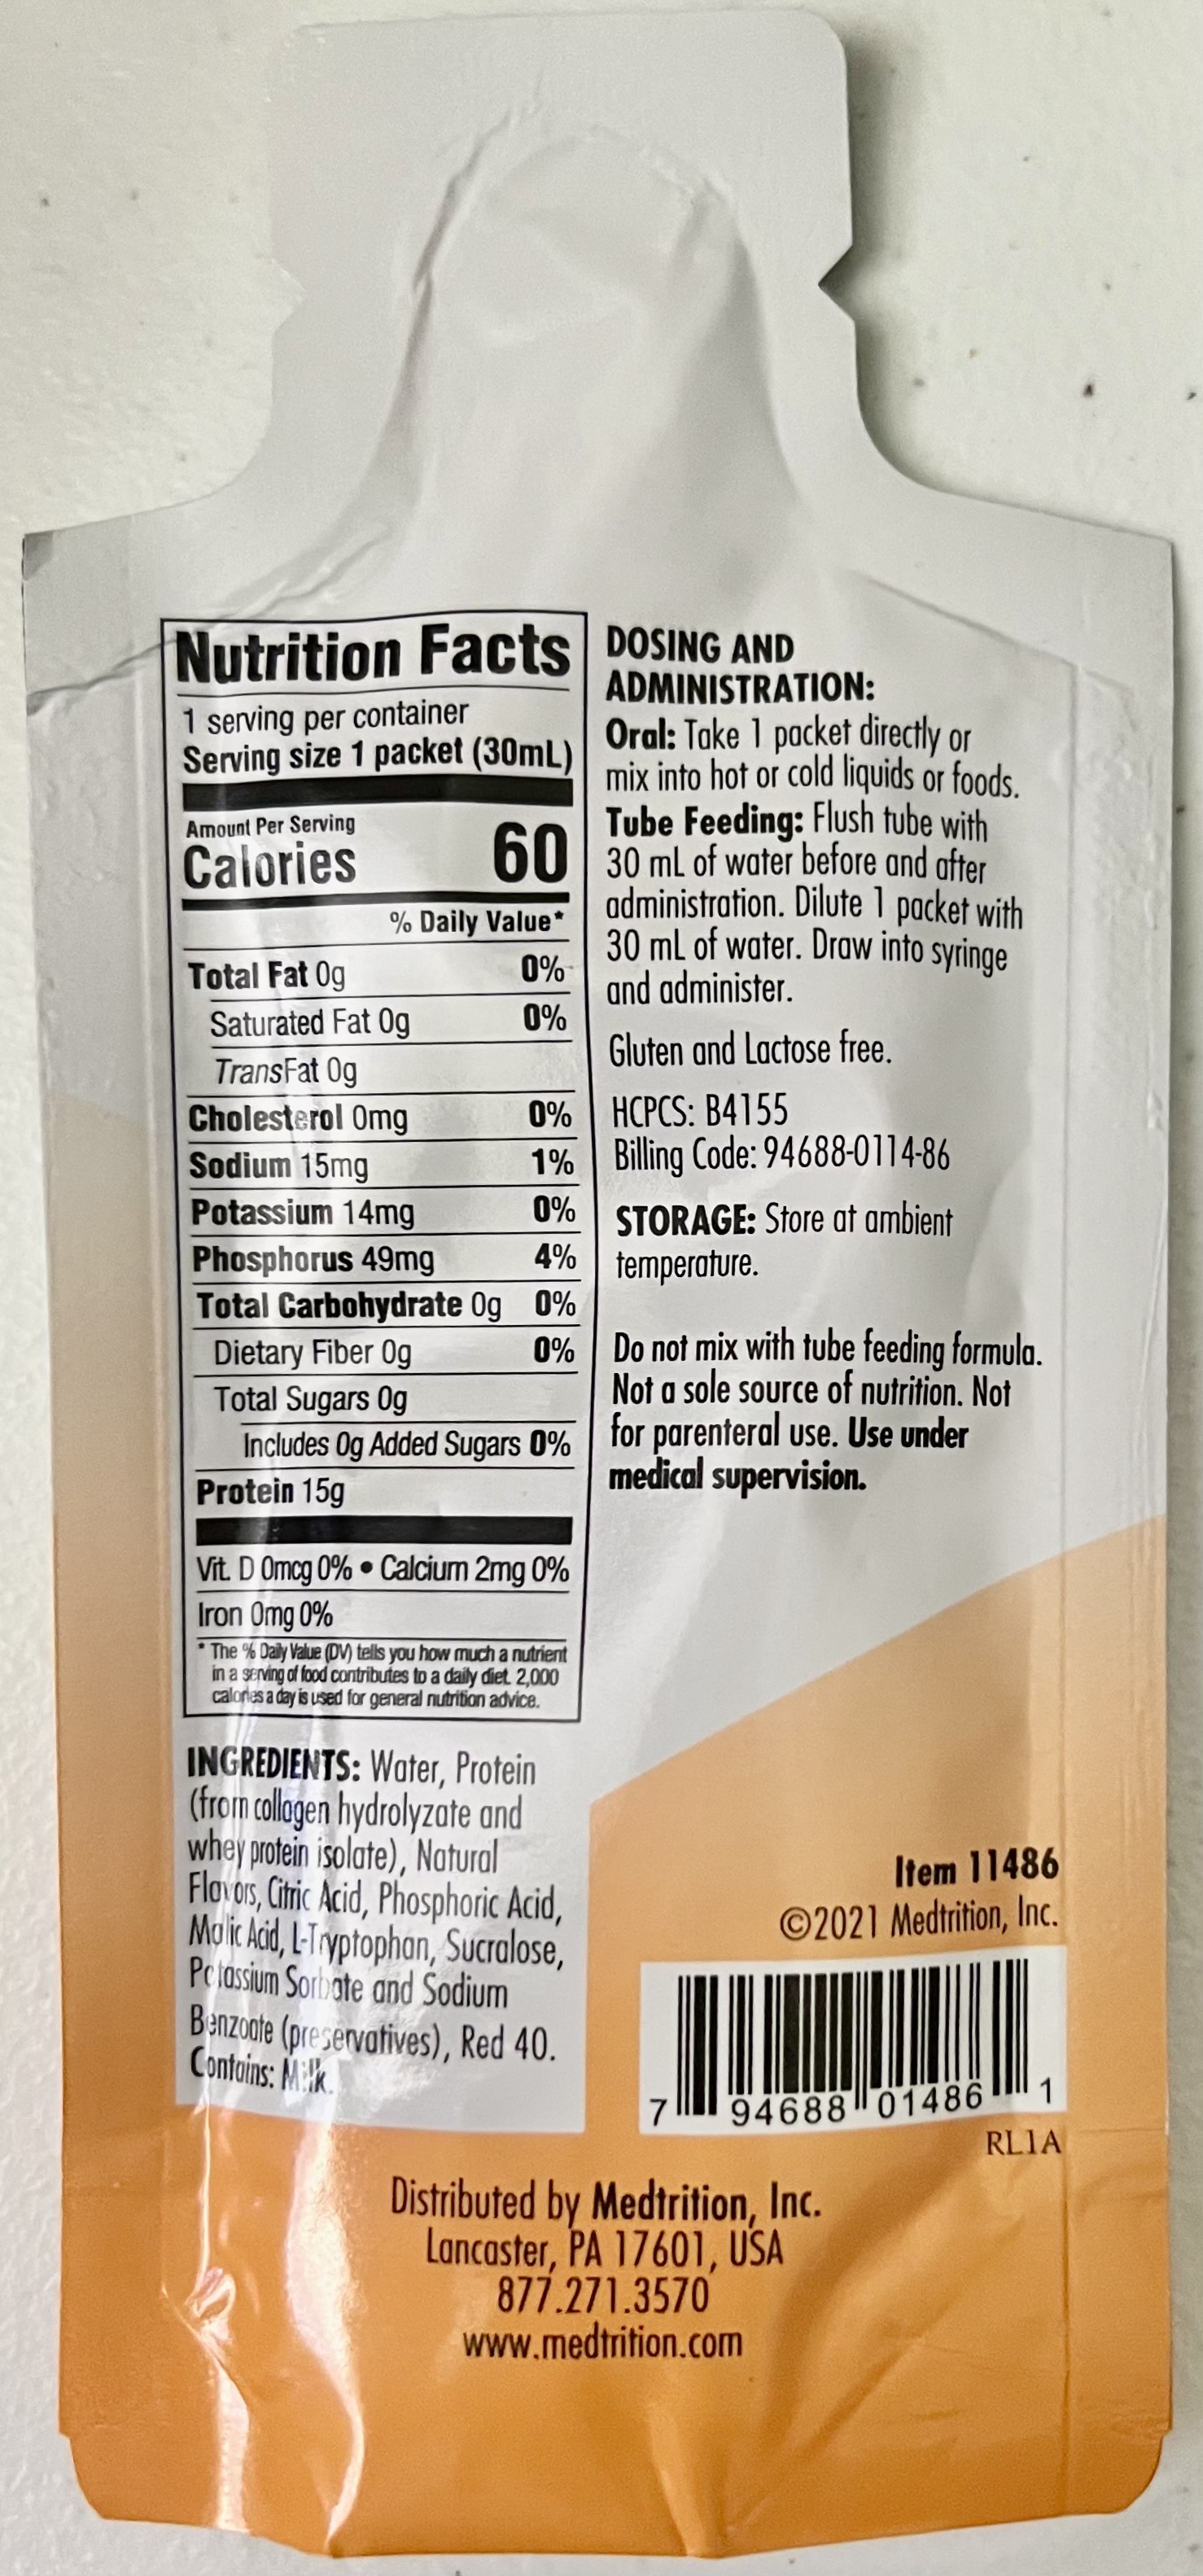 Nutrition Facts
1 serving per container
Serving size 1 packet (30mL)
Amount Per Serving
Calories 60
% Daily Value*
Total Fat 0g 0%
Saturated Fat 0g 0%
Trans Fat 0g
Cholesterol 0mg 0%
Sodium 15mg 1%
Potassium 14mg 0%
Phosphorus 49mg 4%
Total Carbohydrate 0g 0%
Dietary Fiber 0g 0%
Total Sugars 0g
Includes 0g Added Sugars 0%
Protein 15g
Vit. D 0mcg 0% • Calcium 2mg 0%
Iron 0mg 0%
* The % Daily Value (DV) tells you how much a nutrient
in a serving of food contributes to a daily diet. 2,000
calories a day is used for general nutrition advice.
INGREDIENTS: Water, Protein
(from collagen hydrolyzate and
whey protein isolate), Natural
Flavors, Citric Acid, Phosphoric Acid,
Malic Acid, L-Tryptophan, Sucralose,
Potassium Sorbate and Sodium
Benzoate (preservatives), Red 40.
Contains: Milk.
DOSING AND
ADMINISTRATION:
Oral: Take 1 packet directly or
mix into hot or cold liquids or foods.
Tube Feeding: Flush tube with
30 mL of water before and after
administration. Dilute 1 packet with
30 mL of water. Draw into syringe
and administer.
Gluten and Lactose free.
HCPCS: B4155
Billing Code: 94688-0114-86
STORAGE: Store at ambient
temperature.
Do not mix with tube feeding formula.
Not a sole source of nutrition. Not
for parenteral use. Use under
medical supervision.
Item 11486
©2021 Medtrition, Inc.
7 94688 01486 1
RL1A
Distributed by Medtrition, Inc.
Lancaster, PA 17601, USA
877.271.3570
www.medtrition.com